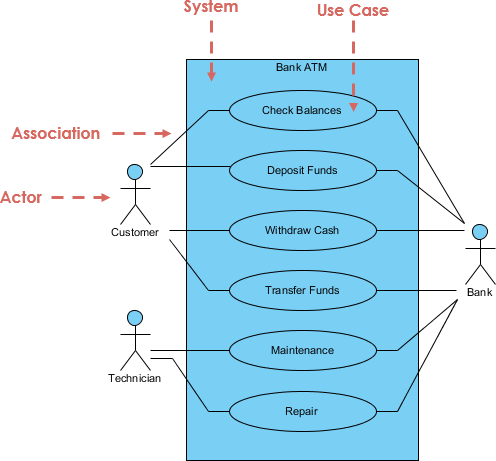 System
Use Case
Bank ATM
Check Balances
Association
Deposit Funds
Actor
Customer
Withdraw Cash
Bank
Transfer Funds
Maintenance
Technician
Repair